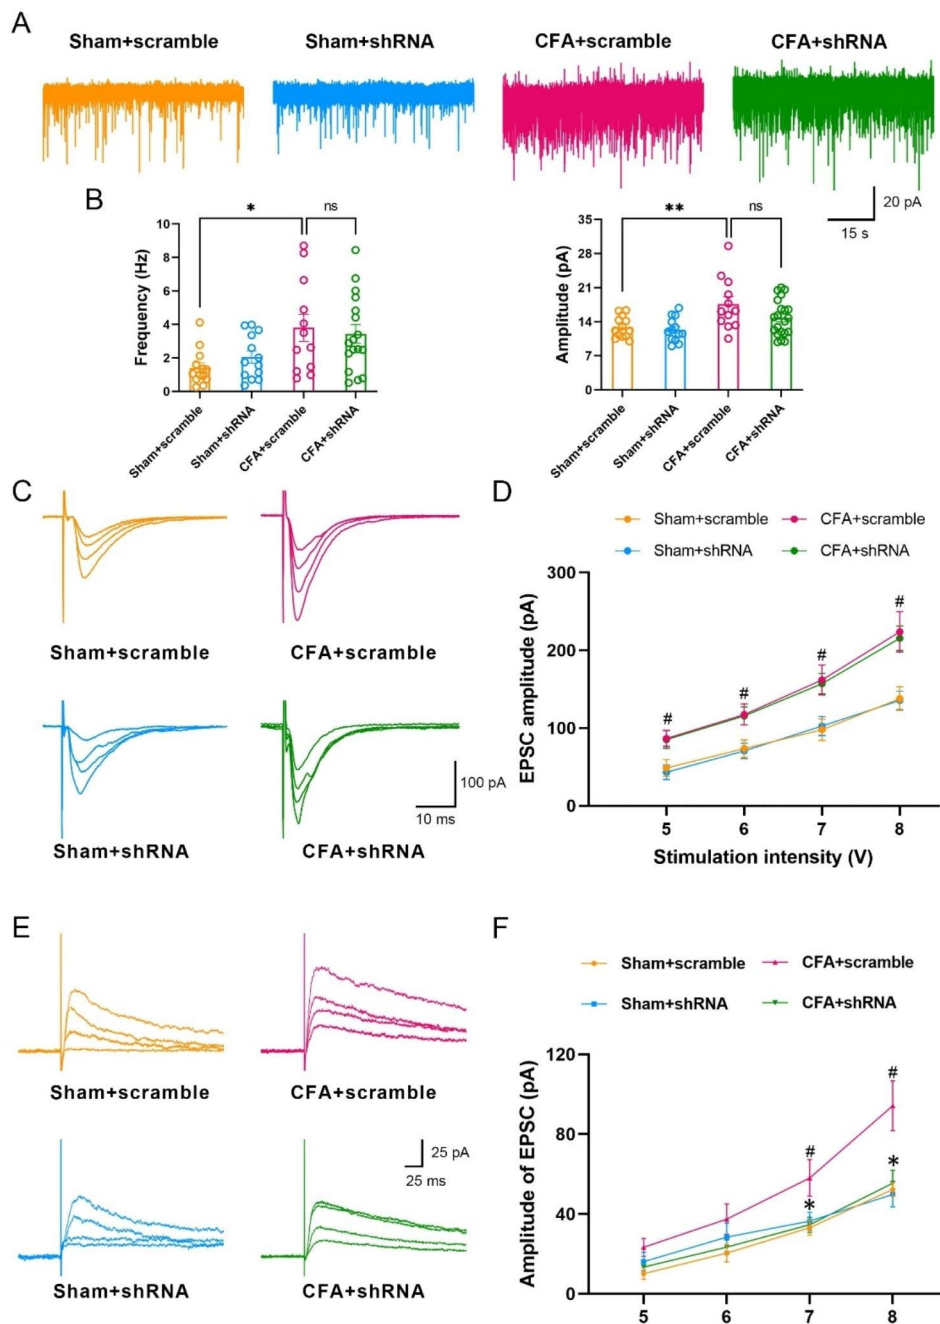 A
Sham+scramble Sham+shRNA CFA+scramble CFA+shRNA
20 pA
15 s
B
* ns
Frequency (Hz)
10
8
6
4
2
0
Sham+scramble Sham+shRNA CFA+scramble CFA+shRNA
** ns
Amplitude (pA)
35
28
21
14
7
0
Sham+scramble Sham+shRNA CFA+scramble CFA+shRNA
C
Sham+scramble CFA+scramble
Sham+shRNA CFA+shRNA
100 pA
10 ms
D
Sham+scramble CFA+scramble
Sham+shRNA CFA+shRNA
EPSC amplitude (pA)
300
200
100
0
# # # #
5 6 7 8
Stimulation intensity (V)
E
Sham+scramble CFA+scramble
25 pA
25 ms
Sham+shRNA CFA+shRNA
F
Sham+scramble CFA+scramble
Sham+shRNA CFA+shRNA
Amplitude of EPSC (pA)
120
80
40
0
# #
* *
5 6 7 8